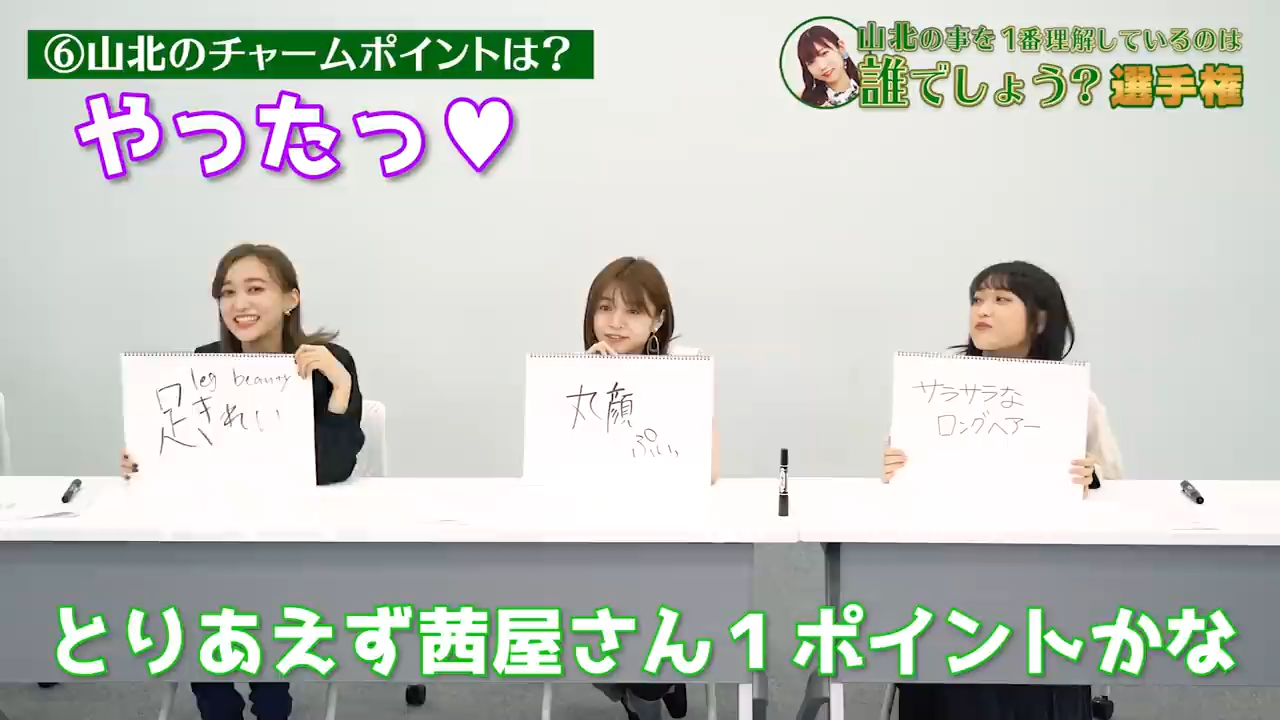 ⑥山北のチャームポイントは？
山北の事を1番理解しているのは
誰でしょう？選手権
やったっ♥
leg beauty
足きれい
丸顔
ぷぃ。
サラサラな
ロングヘアー
とりあえず茜屋さん１ポイントかな